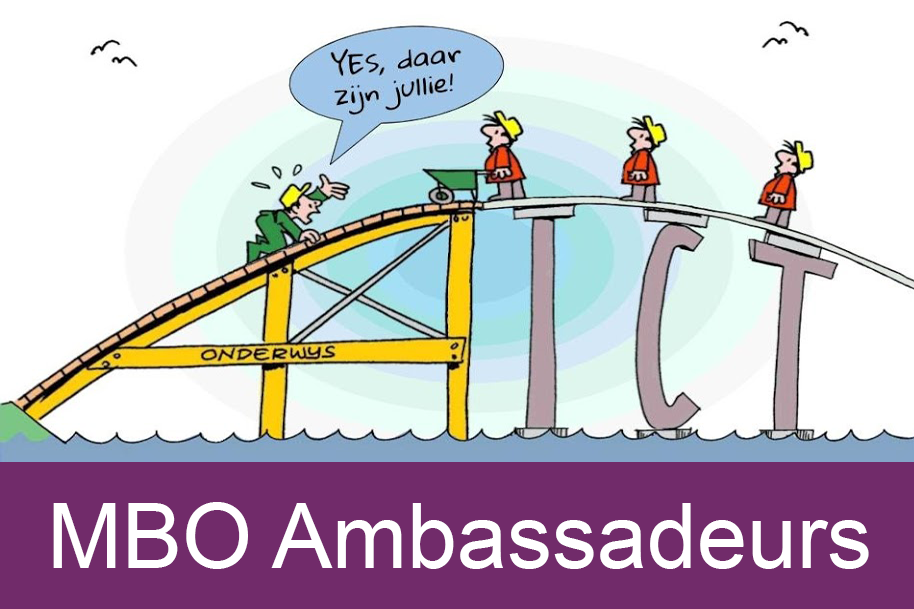 YES, daar
zijn jullie!
ICT
ONDERWIJS
MBO Ambassadeurs